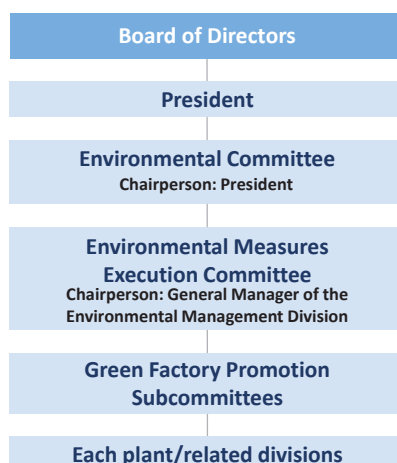 Board of Directors
President
Environmental Committee
Chairperson: President
Environmental Measures
Execution Committee
Chairperson: General Manager of the
Environmental Management Division
Green Factory Promotion
Subcommittees
Each plant/related divisions